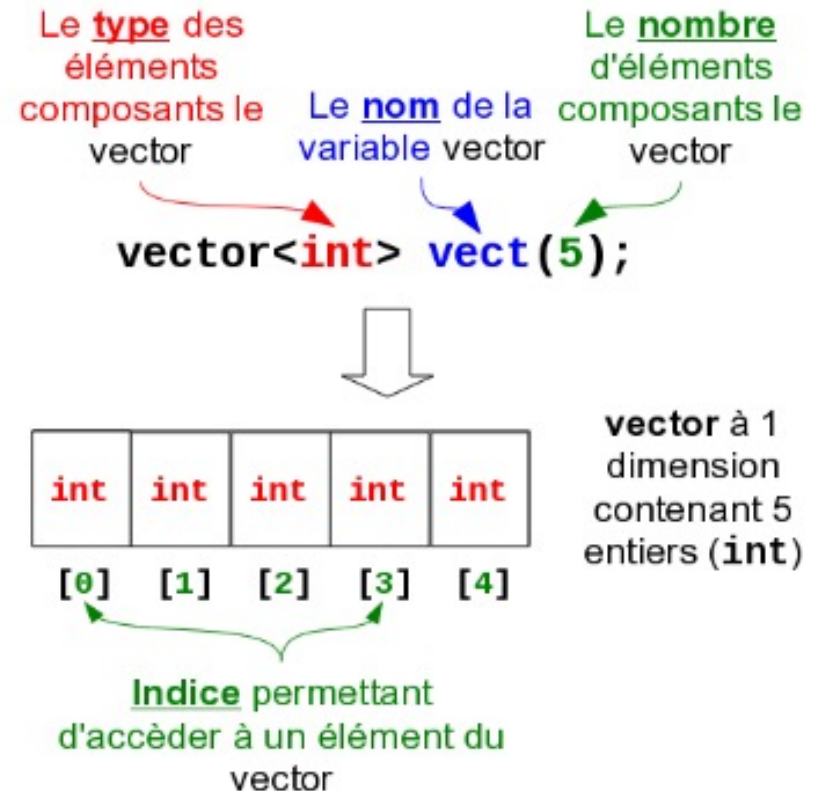 Le type des
éléments
composants le
vector
Le nom de la
variable vector
Le nombre
d'éléments
composants le
vector
vector<int> vect(5);
int int int int int
[0] [1] [2] [3] [4]
vector à 1
dimension
contenant 5
entiers (int)
Indice permettant
d'accèder à un élément du
vector